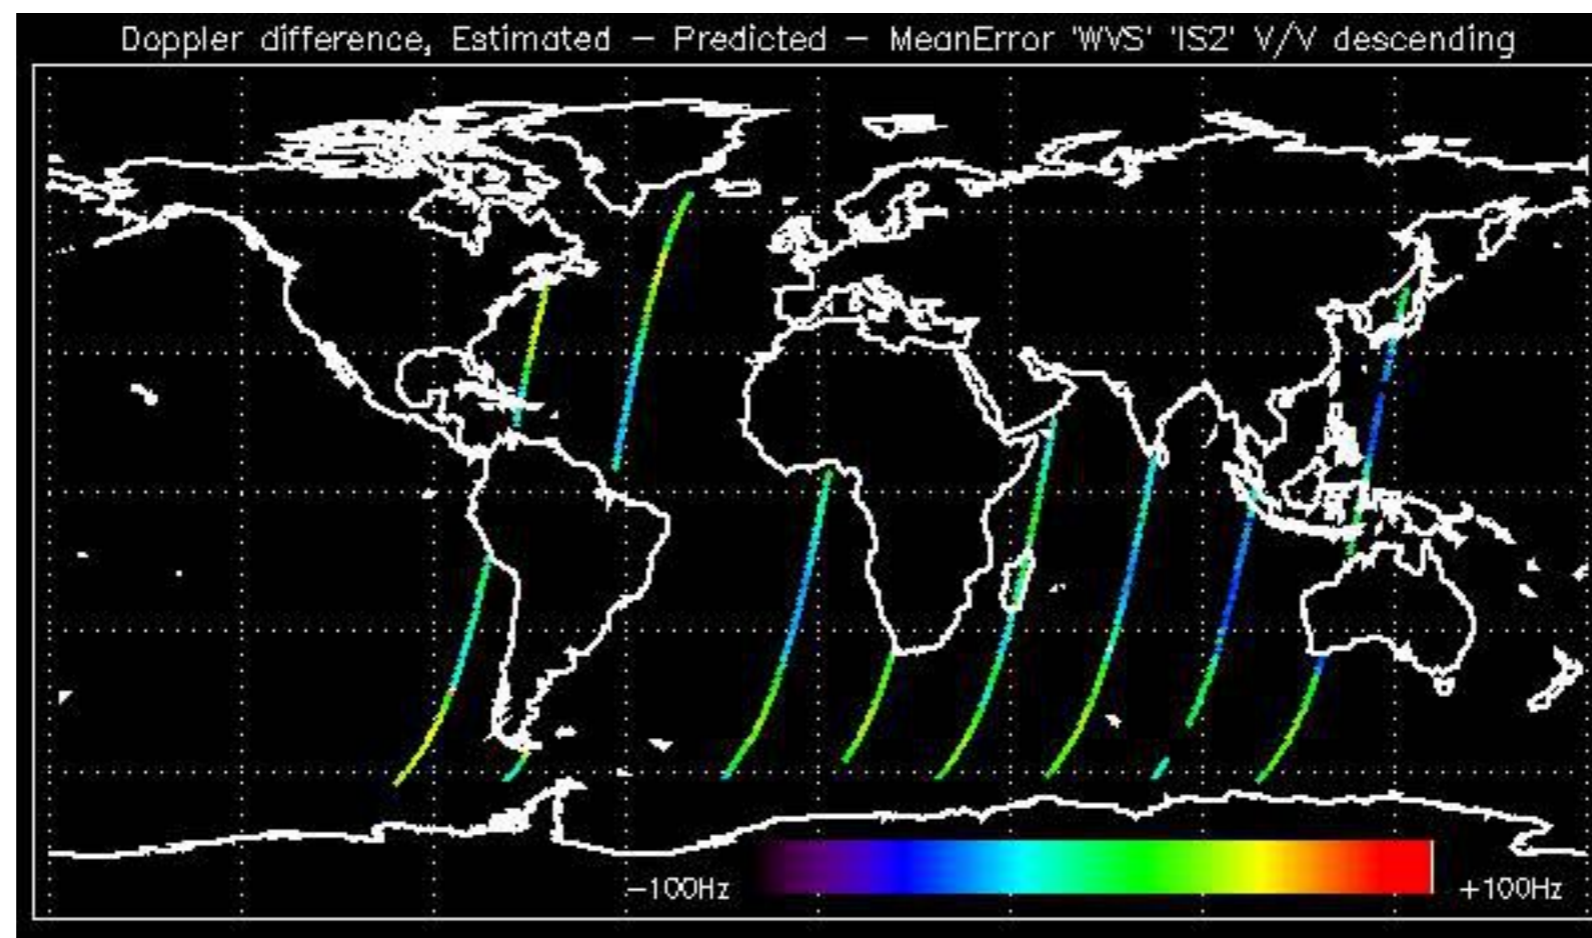 Doppler difference, Estimated – Predicted – MeanError 'WVS' 'IS2' V/V descending
–100Hz
+100Hz